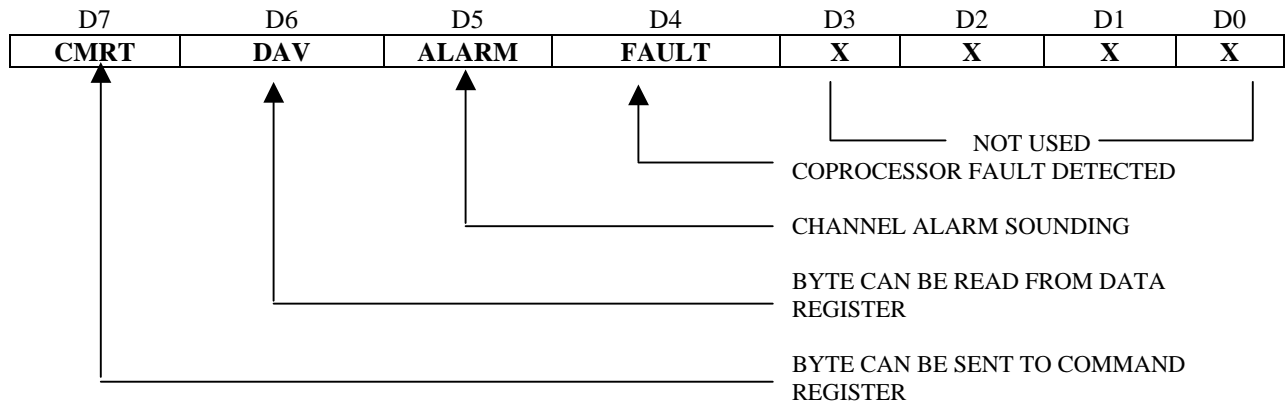 D7 D6 D5 D4 D3 D2 D1 D0
CMRT DAV ALARM FAULT X X X X
NOT USED
COPROCESSOR FAULT DETECTED
CHANNEL ALARM SOUNDING
BYTE CAN BE READ FROM DATA
REGISTER
BYTE CAN BE SENT TO COMMAND
REGISTER